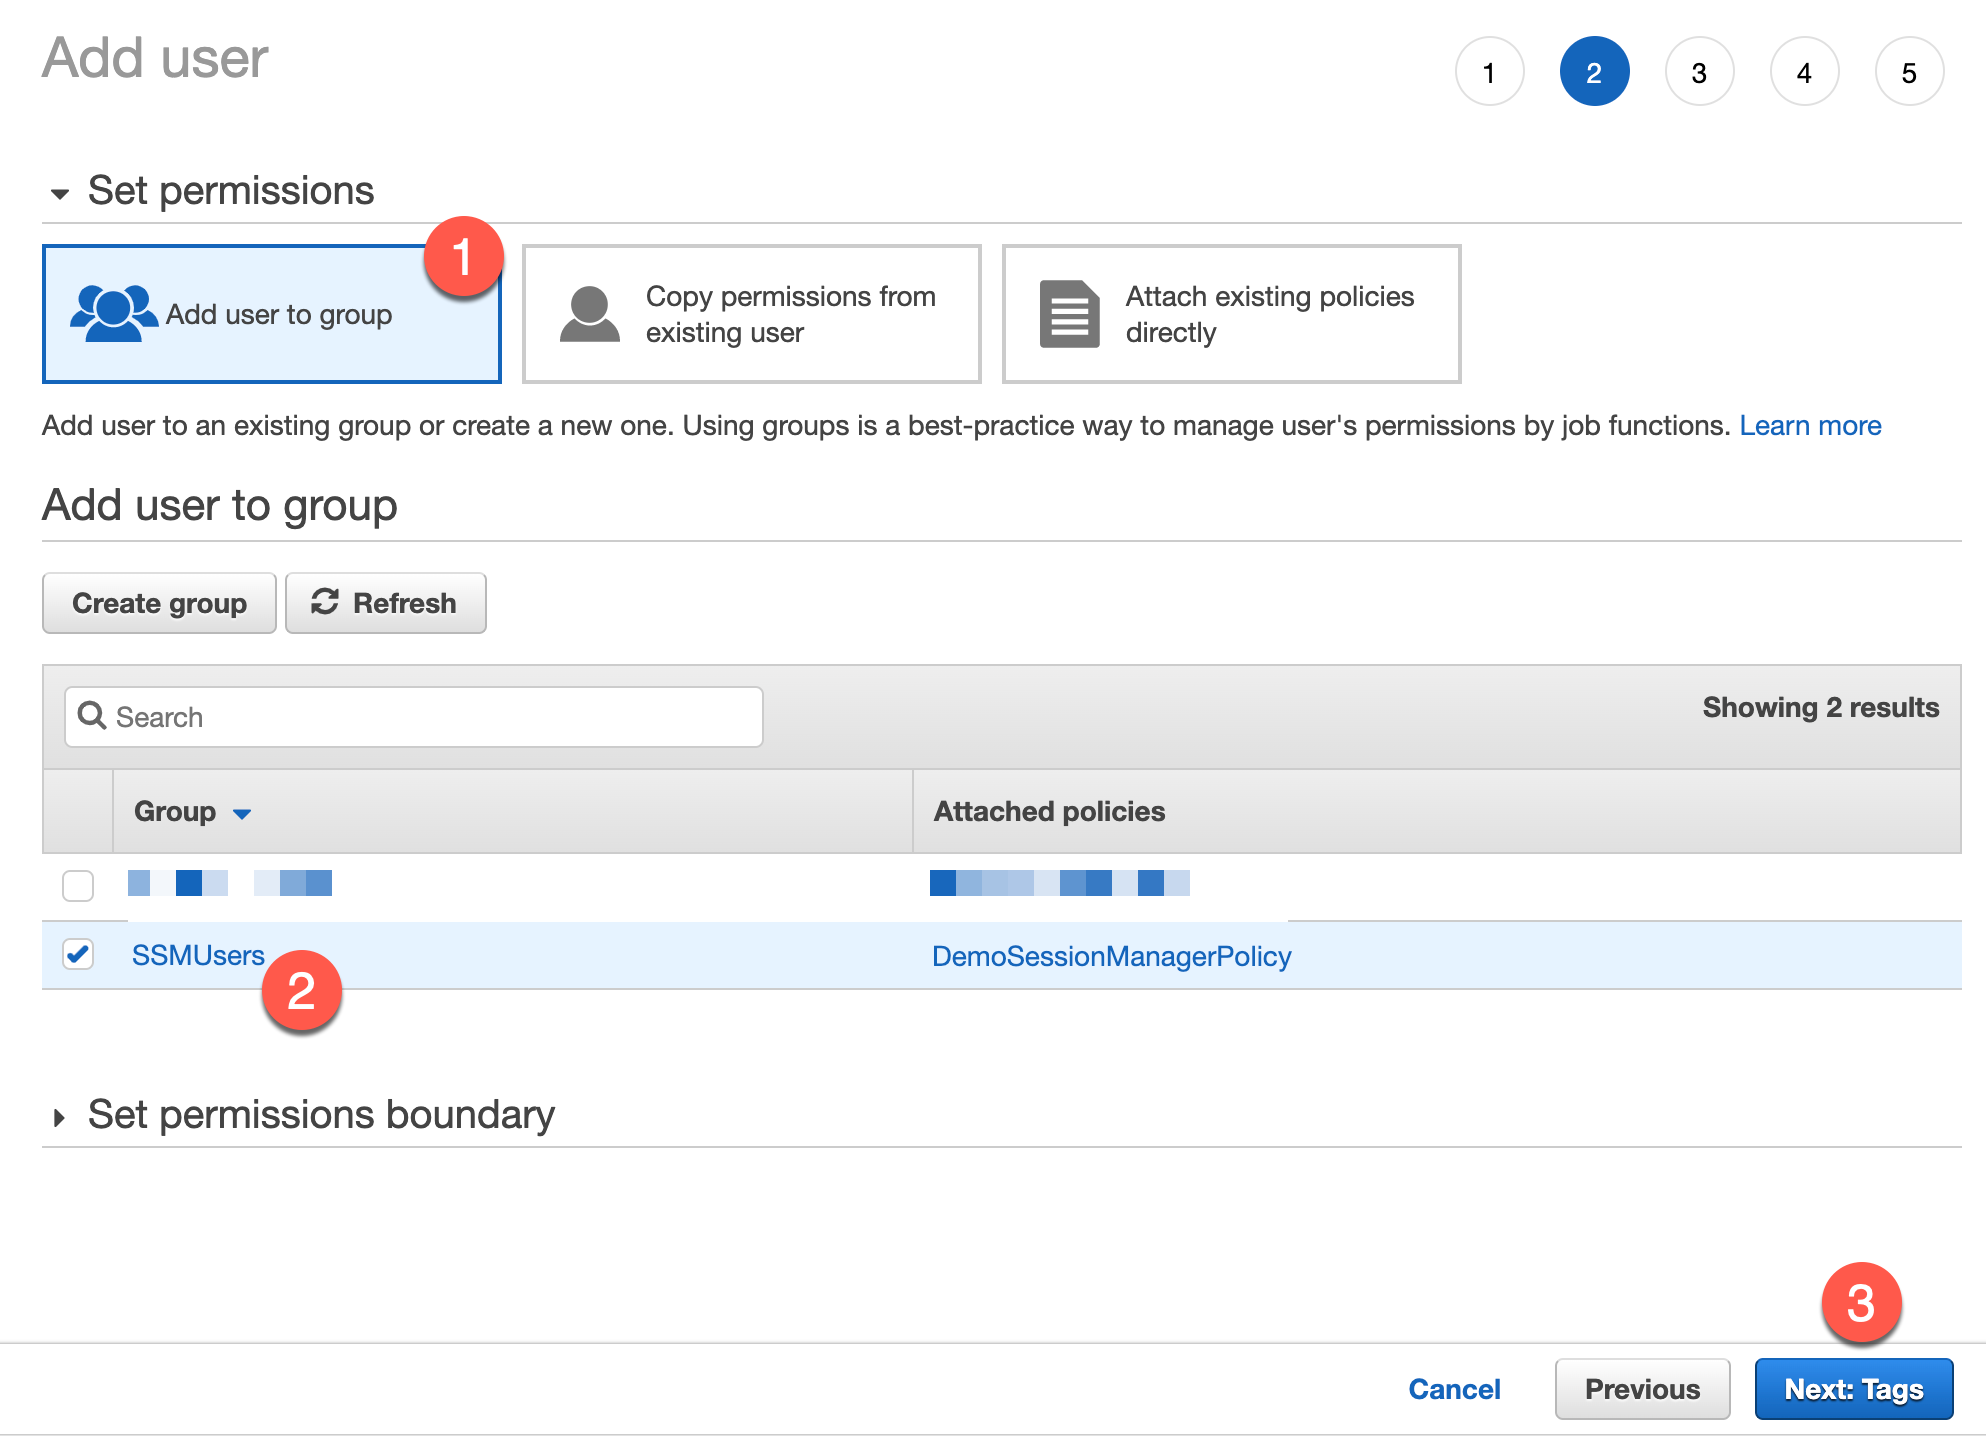 Add user
1 2 3 4 5
Set permissions
1
Add user to group
Copy permissions from
existing user
Attach existing policies
directly
Add user to an existing group or create a new one. Using groups is a best-practice way to manage user's permissions by job functions. Learn more
Add user to group
Create group
Refresh
Search
Showing 2 results
Group
Attached policies
SSMUsers
DemoSessionManagerPolicy
2
Set permissions boundary
3
Cancel
Previous
Next: Tags